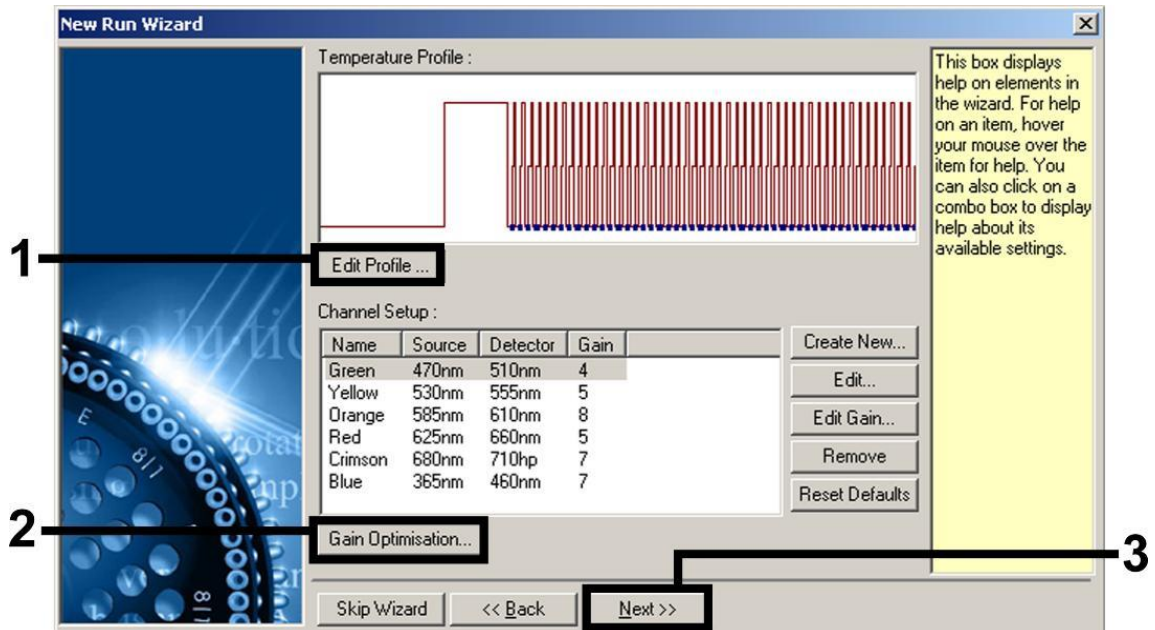 New Run Wizard
Temperature Profile :
This box displays
help on elements in
the wizard. For help
on an item, hover
your mouse over the
item for help. You
can also click on a
combo box to display
help about its
available settings.
1
Edit Profile ...
Channel Setup :
Name Source Detector Gain
Green 470nm 510nm 4
Yellow 530nm 555nm 5
Orange 585nm 610nm 8
Red 625nm 660nm 5
Crimson 680nm 710hp 7
Blue 365nm 460nm 7
Create New...
Edit...
Edit Gain...
Remove
Reset Defaults
2
Gain Optimisation...
3
Skip Wizard
<< Back
Next >>
E
8/1
8/1